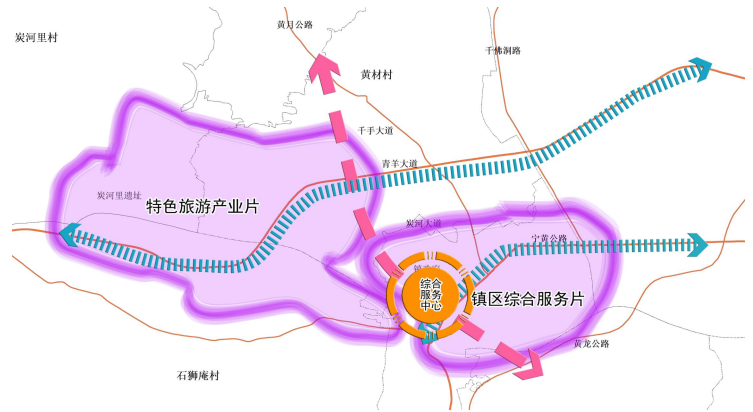 黄月公路
炭河里村
千佛洞路
黄材村
千手大道
青羊大道
炭河里遗址
特色旅游产业片
炭河大道
宁黄公路
综合
服务
中心
镇区综合服务片
黄龙公路
石狮庵村